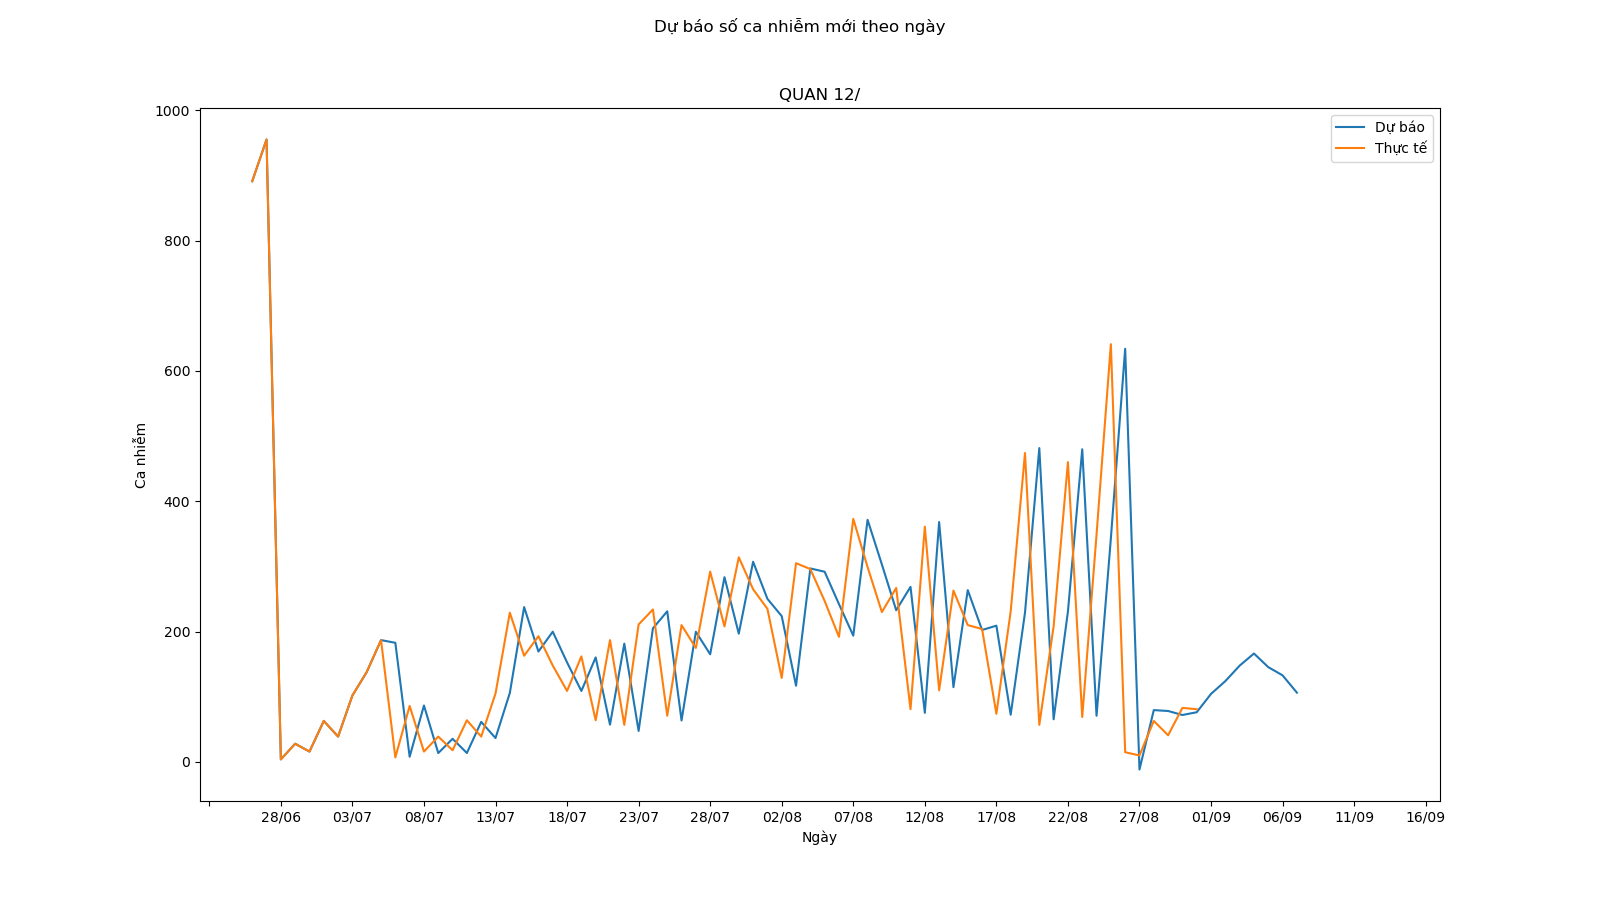 Dự báo số ca nhiễm mới theo ngày
QUAN 12/
Dự báo
Thực tế
1000
800
600
400
200
0
Ca nhiễm
28/06 03/07 08/07 13/07 18/07 23/07 28/07 02/08 07/08 12/08 17/08 22/08 27/08 01/09 06/09 11/09 16/09
Ngày